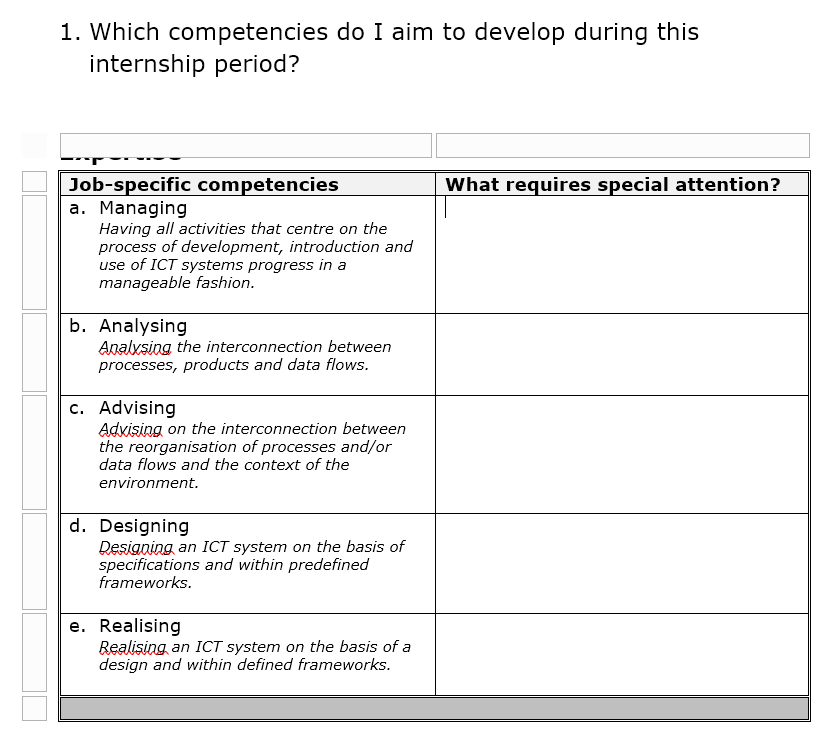 1. Which competencies do I aim to develop during this
internship period?
Expertise
Job-specific competencies
What requires special attention?
a. Managing
Having all activities that centre on the
process of development, introduction and
use of ICT systems progress in a
manageable fashion.
b. Analysing
Analysing the interconnection between
processes, products and data flows.
c. Advising
Advising on the interconnection between
the reorganisation of processes and/or
data flows and the context of the
environment.
d. Designing
Designing an ICT system on the basis of
specifications and within predefined
frameworks.
e. Realising
Realising an ICT system on the basis of a
design and within defined frameworks.